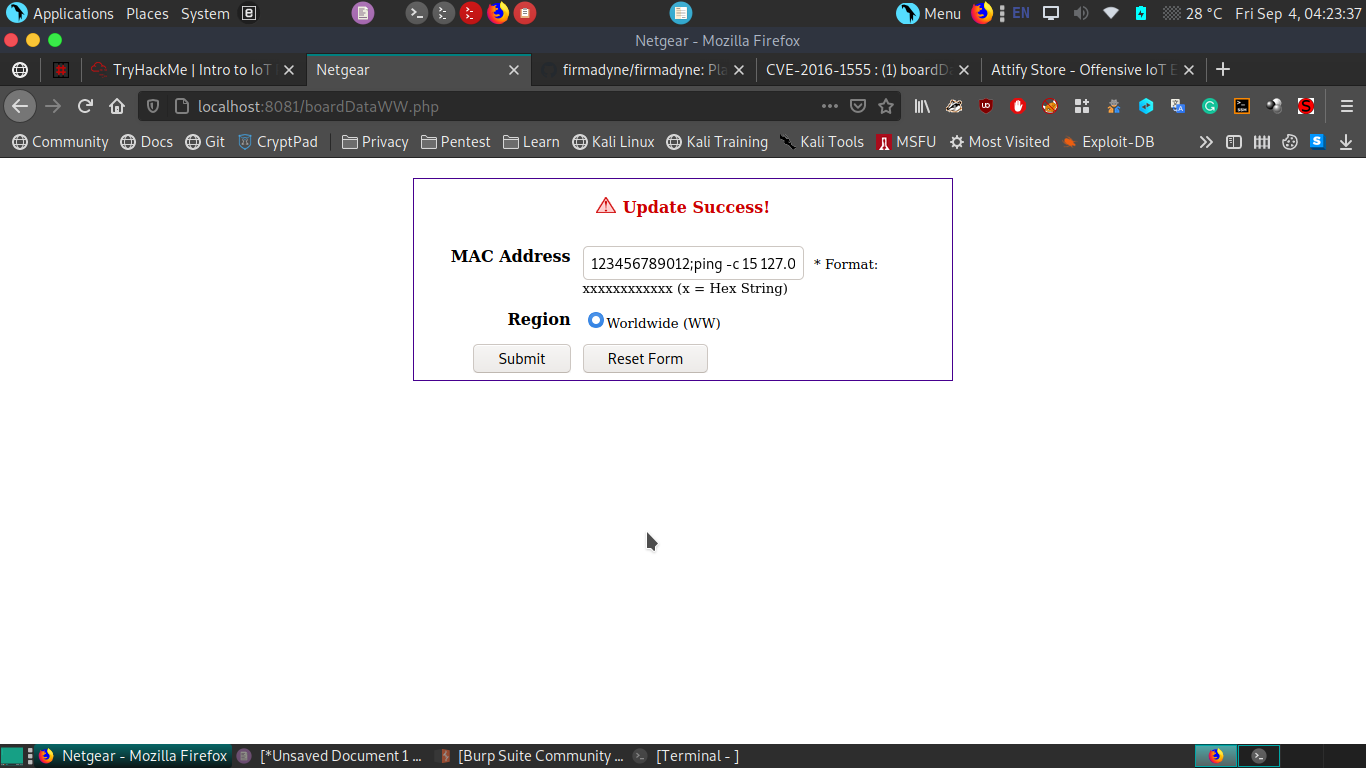 Applications Places System Menu EN 28 °C Fri Sep 4, 04:23:37
Netgear - Mozilla Firefox
TryHackMe | Intro to IoT Netgear firmadyne/firmadyne: Pla CVE-2016-1555 : (1) boardDa Attify Store - Offensive IoT E
localhost:8081/boardDataWW.php
Community Docs Git CryptPad Privacy Pentest Learn Kali Linux Kali Training Kali Tools MSFU Most Visited Exploit-DB
Update Success!
MAC Address 123456789012;ping -c 15 127.0 * Format:
xxxxxxxxxxxx (x = Hex String)
Region Worldwide (WW)
Submit Reset Form
Netgear - Mozilla Firefox [*Unsaved Document 1 ... [Burp Suite Community ... [Terminal - ]